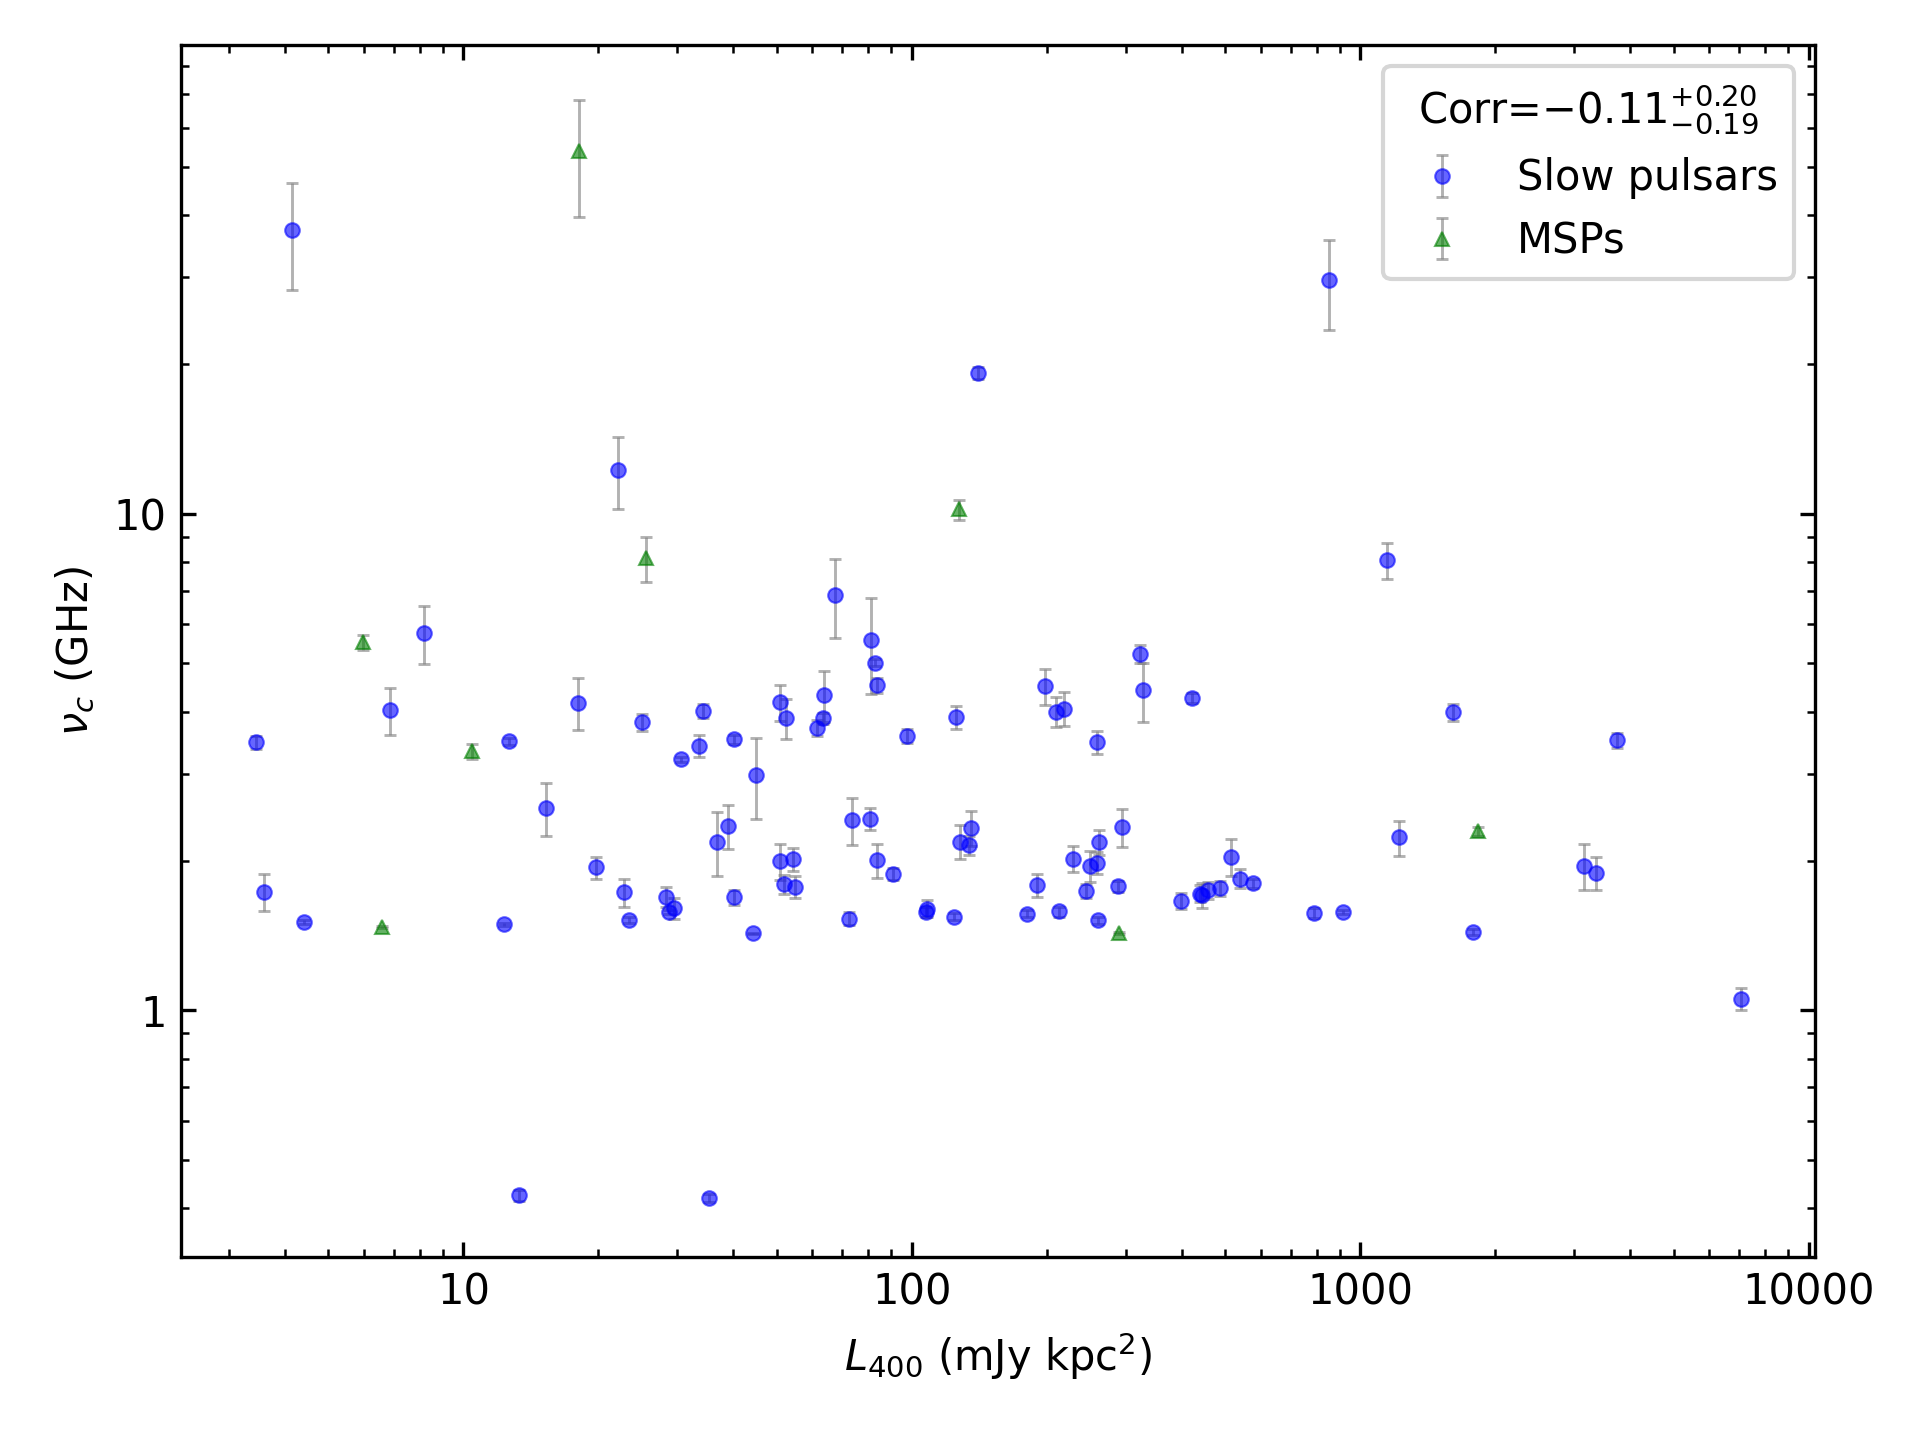 Corr=−0.11+0.20 −0.19
Slow pulsars
MSPs
10
1
νc (GHz)
10 100 1000 10000
L400 (mJy kpc2)